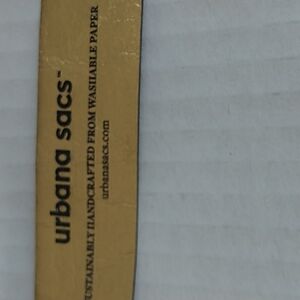 urbana sacs™
SUSTAINABLY HANDCRAFTED FROM WASHABLE PAPER
urbanasacs.com